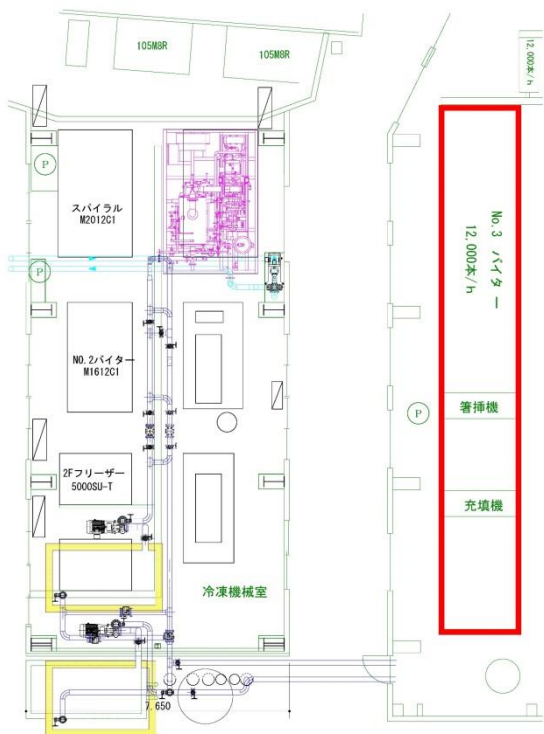 105M8R
105M8R
12,000本/h
P
スパイラル
M2012C1
P
No.3 バイター
12,000本/h
NO.2バイター
M1612C1
箸挿機
P
2Fフリーザー
5000SU-T
充填機
冷凍機械室
7.650